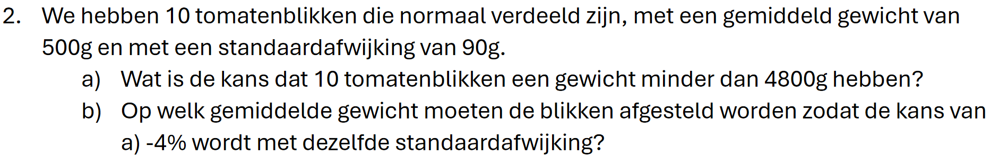 2. We hebben 10 tomatenblikken die normaal verdeeld zijn, met een gemiddeld gewicht van
500g en met een standaardafwijking van 90g.
a) Wat is de kans dat 10 tomatenblikken een gewicht minder dan 4800g hebben?
b) Op welk gemiddelde gewicht moeten de blikken afgesteld worden zodat de kans van
a) -4% wordt met dezelfde standaardafwijking?